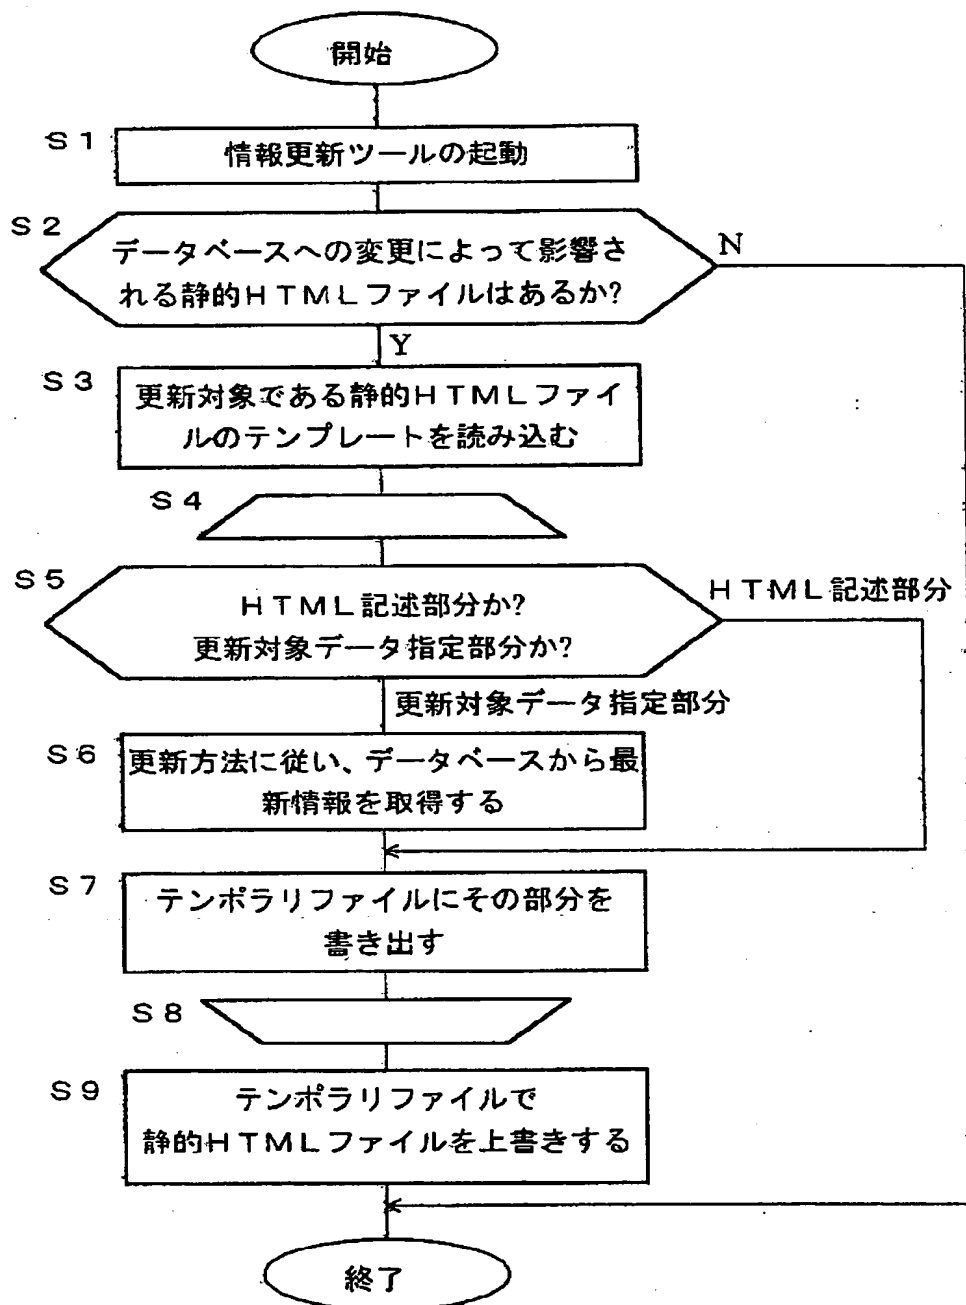 開始
S1
情報更新ツールの起動
S2
データベースへの変更によって影響さ
れる静的HTMLファイルはあるか?
N
Y
S3
更新対象である静的HTMLファイ
ルのテンプレートを読み込む
S4
S5
HTML記述部分か?
更新対象データ指定部分か?
HTML記述部分
更新対象データ指定部分
S6
更新方法に従い、データベースから最
新情報を取得する
S7
テンポラリファイルにその部分を
書き出す
S8
S9
テンポラリファイルで
静的HTMLファイルを上書きする
終了